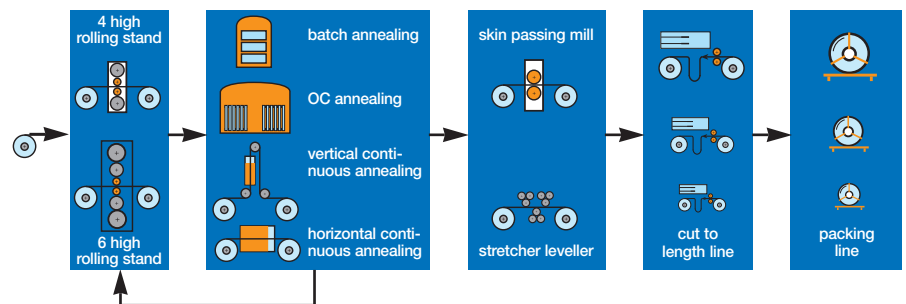 4 high
rolling stand
6 high
rolling stand
batch annealing
OC annealing
vertical conti-
nuous annealing
horizontal conti-
nuous annealing
skin passing mill
stretcher leveller
cut to
length line
packing
line